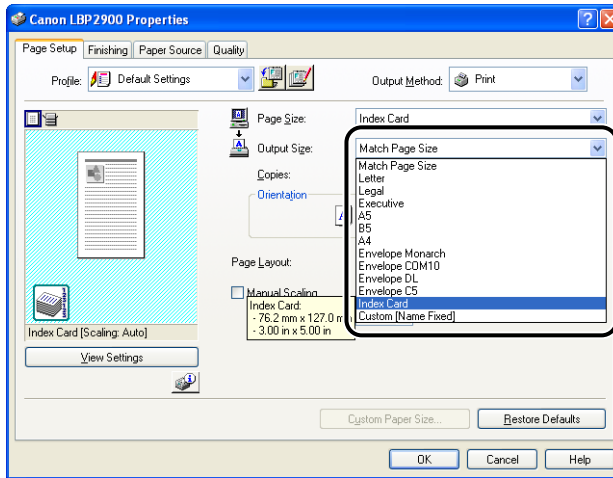 Canon LBP2900 Properties
Page Setup Finishing Paper Source Quality
Profile: Default Settings Output Method: Print
Page Size: Index Card
Output Size: Match Page Size
Match Page Size
Letter
Legal
Executive
A5
B5
A4
Envelope Monarch
Envelope COM10
Envelope DL
Envelope C5
Index Card
Custom [Name Fixed]
Copies:
Orientation
A
Page Layout:
Manual Scaling
Index Card:
- 76.2 mm x 127.0 m
- 3.00 in x 5.00 in
Index Card [Scaling: Auto]
View Settings
Custom Paper Size... Restore Defaults
OK Cancel Help